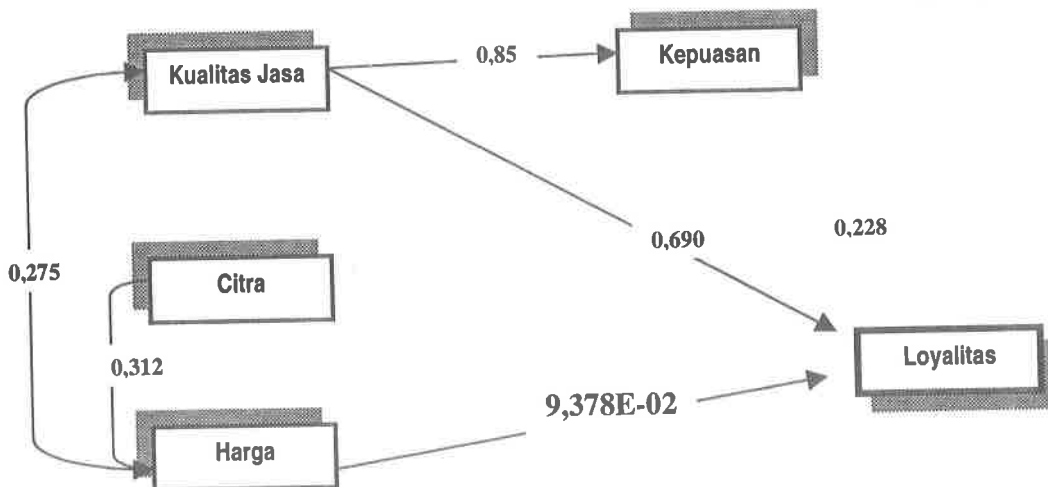 0,85
Kepuasan
Kualitas Jasa
0,690
0,228
0,275
Citra
0,312
Loyalitas
9,378E-02
Harga